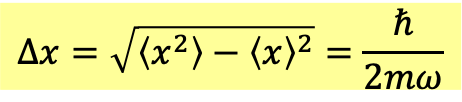 Δx = √(⟨x²⟩ − ⟨x⟩²) = ħ/2mω